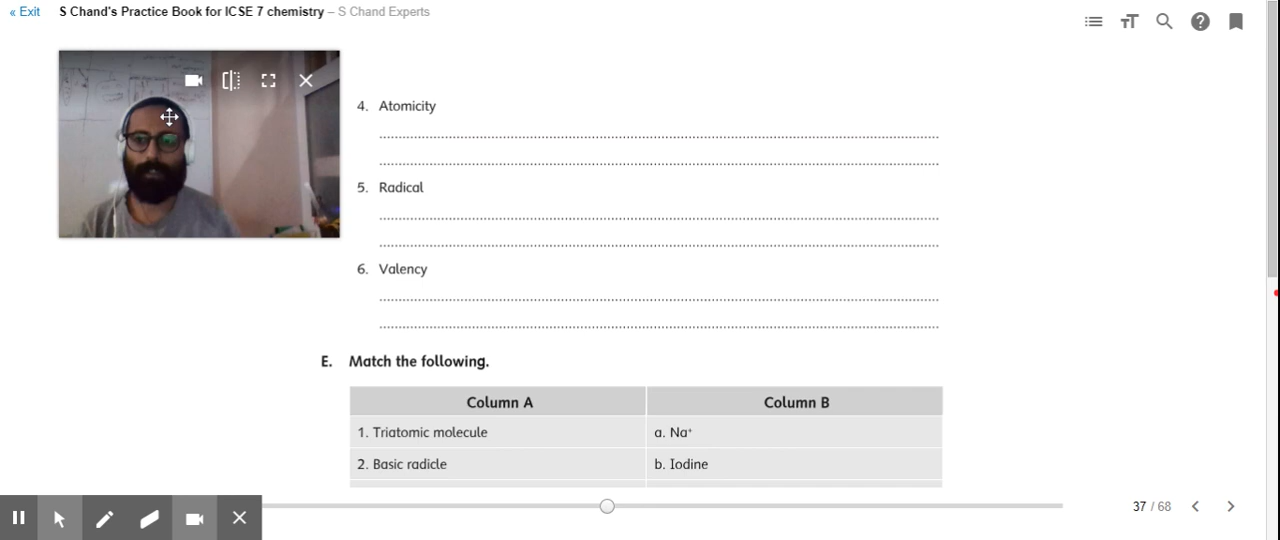 « Exit S Chand's Practice Book for ICSE 7 chemistry – S Chand Experts
4. Atomicity
5. Radical
6. Valency
E. Match the following.
Column A Column B
1. Triatomic molecule a. Na⁺
2. Basic radicle b. Iodine
37 / 68